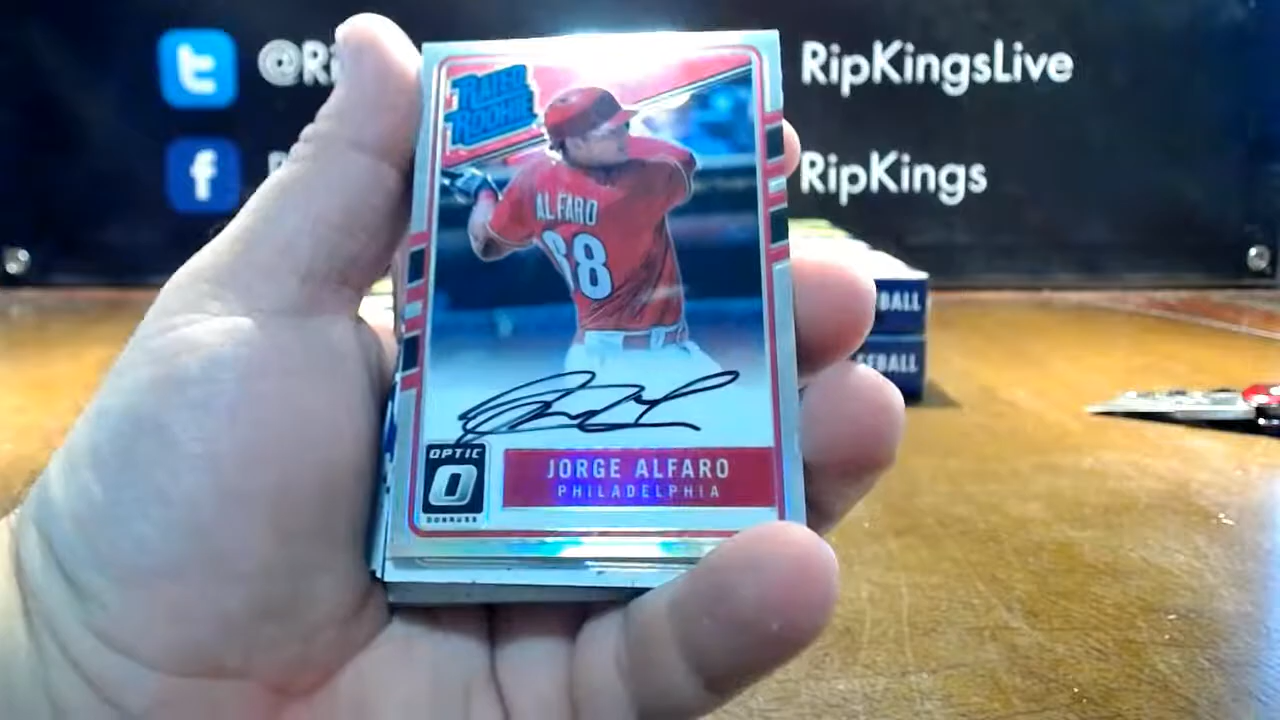 @Ri
RipKingsLive
RipKings
RATED
ROOKIE
ALFARO
68
OPTIC
O
DONRUSS
JORGE ALFARO
PHILADELPHIA
BALL
EBALL